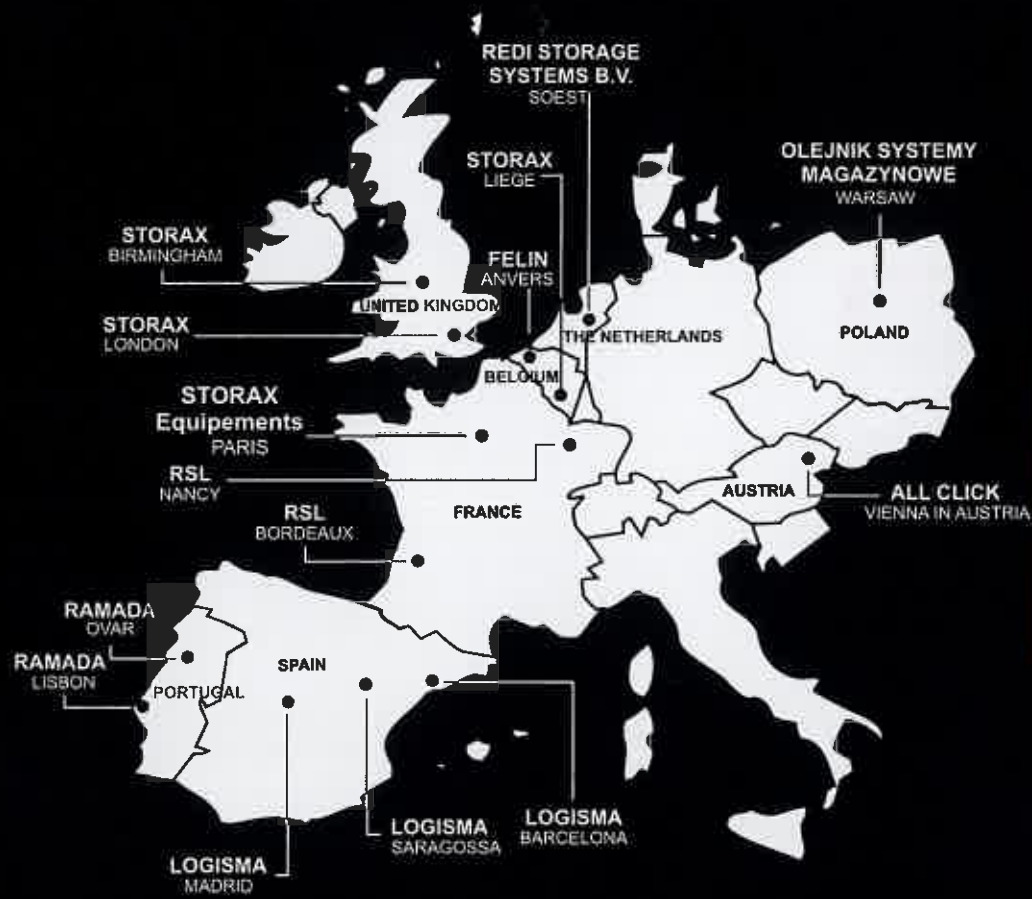 REDI STORAGE
SYSTEMS B.V.
SOEST
STORAX
LIEGE
OLEJNIK SYSTEMY
MAGAZYNOWE
WARSAW
STORAX
BIRMINGHAM
FELIN
ANVERS
UNITED KINGDOM
STORAX
LONDON
THE NETHERLANDS
POLAND
BELGIUM
STORAX
Equipements
PARIS
RSL
NANCY
AUSTRIA
ALL CLICK
VIENNA IN AUSTRIA
RSL
BORDEAUX
FRANCE
RAMADA
OVAR
RAMADA
LISBON
SPAIN
PORTUGAL
LOGISMA
SARAGOSSA
LOGISMA
BARCELONA
LOGISMA
MADRID